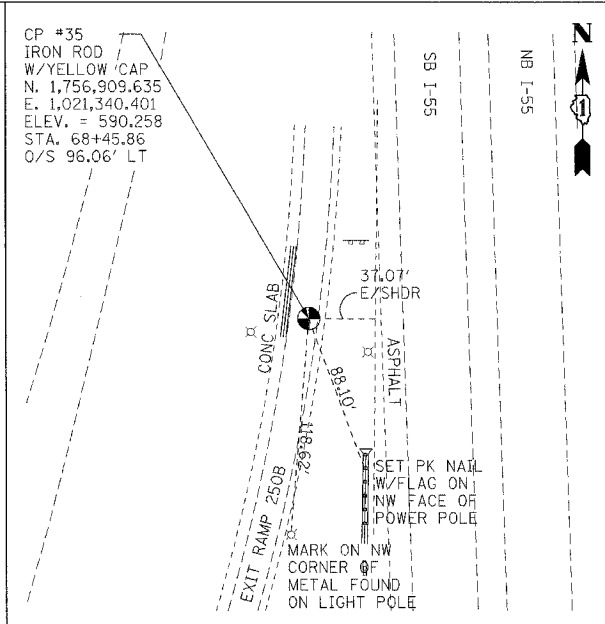 CP #35
IRON ROD
W/YELLOW CAP
N. 1,756,909.635
E. 1,021,340.401
ELEV. = 590.258
STA. 68+45.86
O/S 96.06' LT
SB I-55
NB I-55
N
1
37.07'
E/SHDR
CONC SLAB
ASPHALT
88.10'
118.62'
EXIT RAMP 250B
SET PK NAIL
W/FLAG ON
NW FACE OF
POWER POLE
MARK ON NW
CORNER OF
METAL FOUND
ON LIGHT POLE